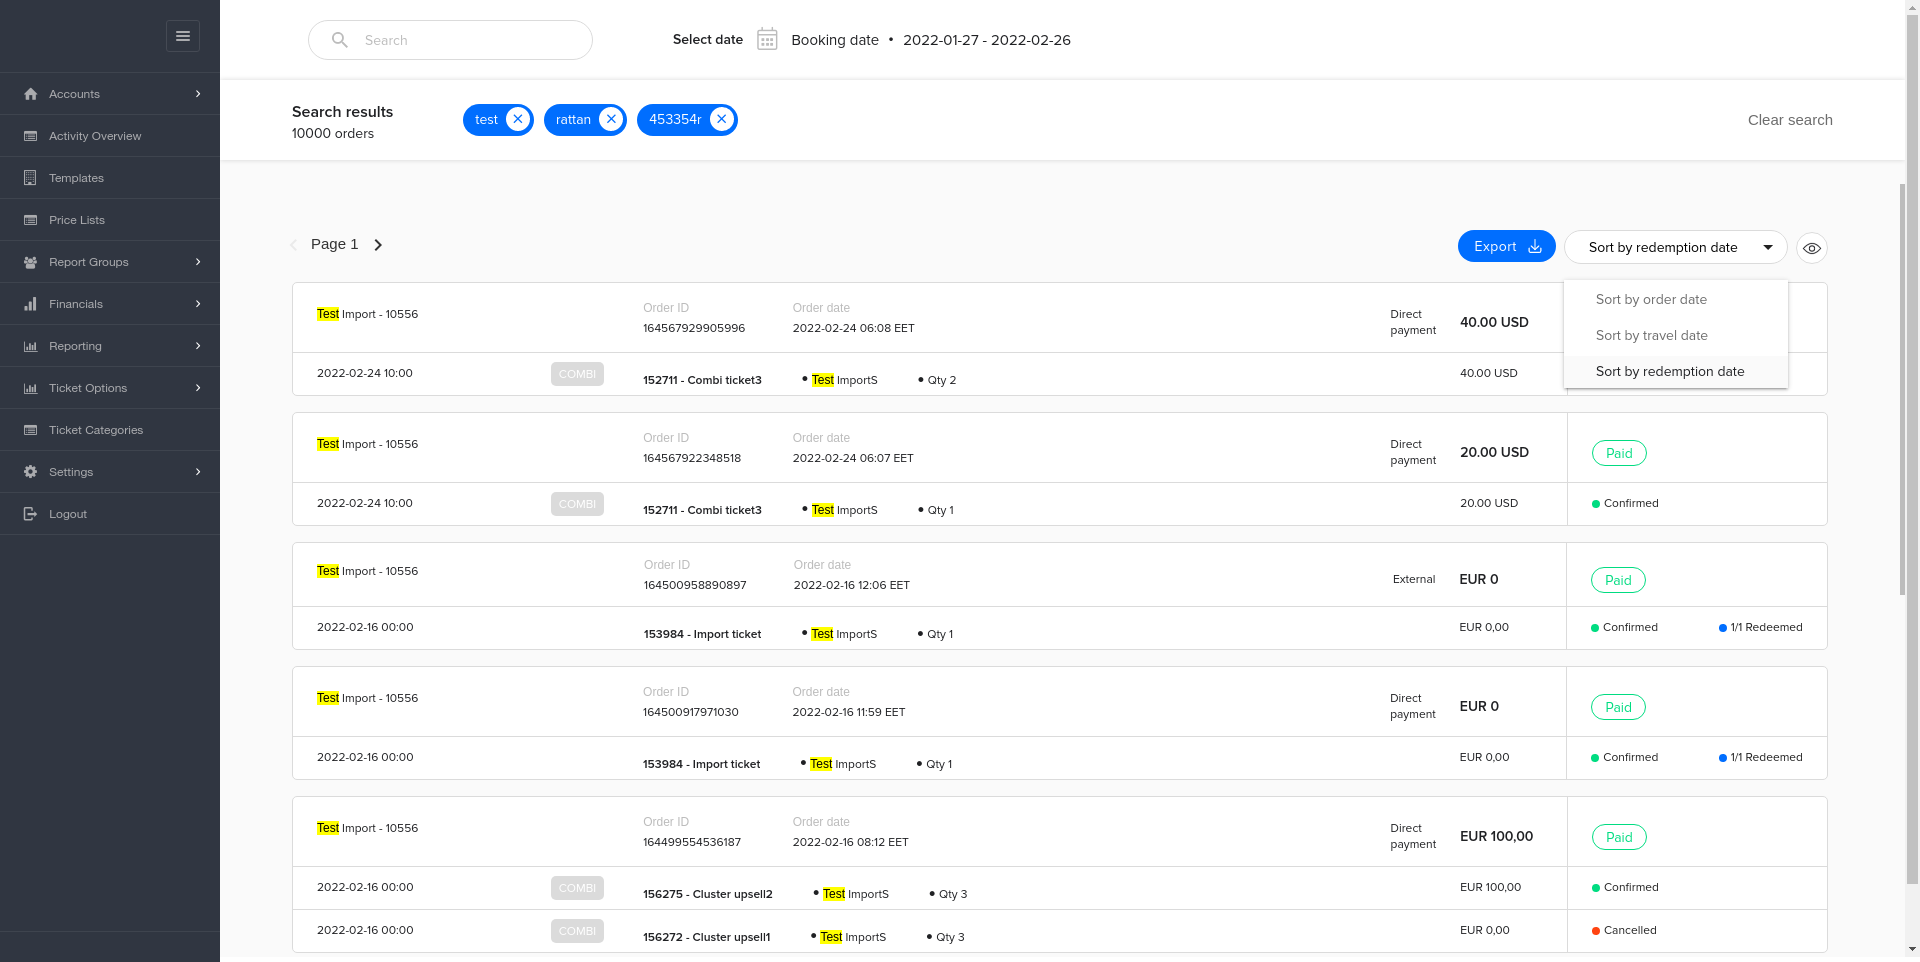 Search
Select date
Booking date • 2022-01-27 - 2022-02-26
Accounts
Activity Overview
Templates
Price Lists
Report Groups
Financials
Reporting
Ticket Options
Ticket Categories
Settings
Logout
Search results
10000 orders
test
rattan
453354r
Clear search
Page 1
Export
Sort by redemption date
Sort by order date
Sort by travel date
Sort by redemption date
Test Import - 10556
Order ID
164567929905996
Order date
2022-02-24 06:08 EET
Direct
payment
40.00 USD
2022-02-24 10:00
COMBI
152711 - Combi ticket3
• Test ImportS
• Qty 2
40.00 USD
Test Import - 10556
Order ID
164567922348518
Order date
2022-02-24 06:07 EET
Direct
payment
20.00 USD
Paid
2022-02-24 10:00
COMBI
152711 - Combi ticket3
• Test ImportS
• Qty 1
20.00 USD
Confirmed
Test Import - 10556
Order ID
164500958890897
Order date
2022-02-16 12:06 EET
External
EUR 0
Paid
2022-02-16 00:00
153984 - Import ticket
• Test ImportS
• Qty 1
EUR 0,00
Confirmed
1/1 Redeemed
Test Import - 10556
Order ID
164500917971030
Order date
2022-02-16 11:59 EET
Direct
payment
EUR 0
Paid
2022-02-16 00:00
153984 - Import ticket
• Test ImportS
• Qty 1
EUR 0,00
Confirmed
1/1 Redeemed
Test Import - 10556
Order ID
164499554536187
Order date
2022-02-16 08:12 EET
Direct
payment
EUR 100,00
Paid
2022-02-16 00:00
COMBI
156275 - Cluster upsell2
• Test ImportS
• Qty 3
EUR 100,00
Confirmed
2022-02-16 00:00
COMBI
156272 - Cluster upsell1
• Test ImportS
• Qty 3
EUR 0,00
Cancelled